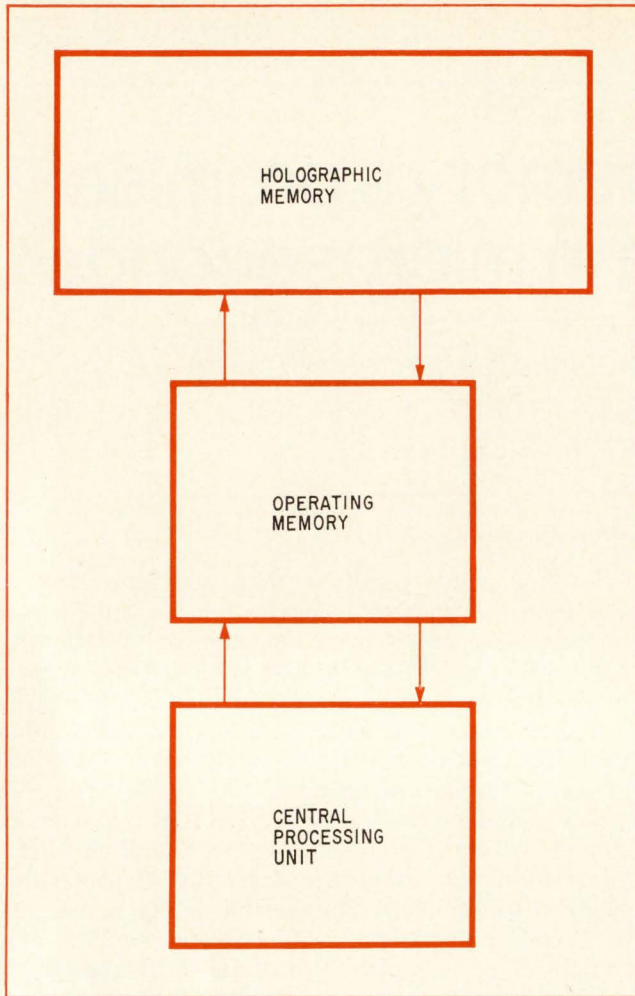 HOLOGRAPHIC
MEMORY
OPERATING
MEMORY
CENTRAL
PROCESSING
UNIT